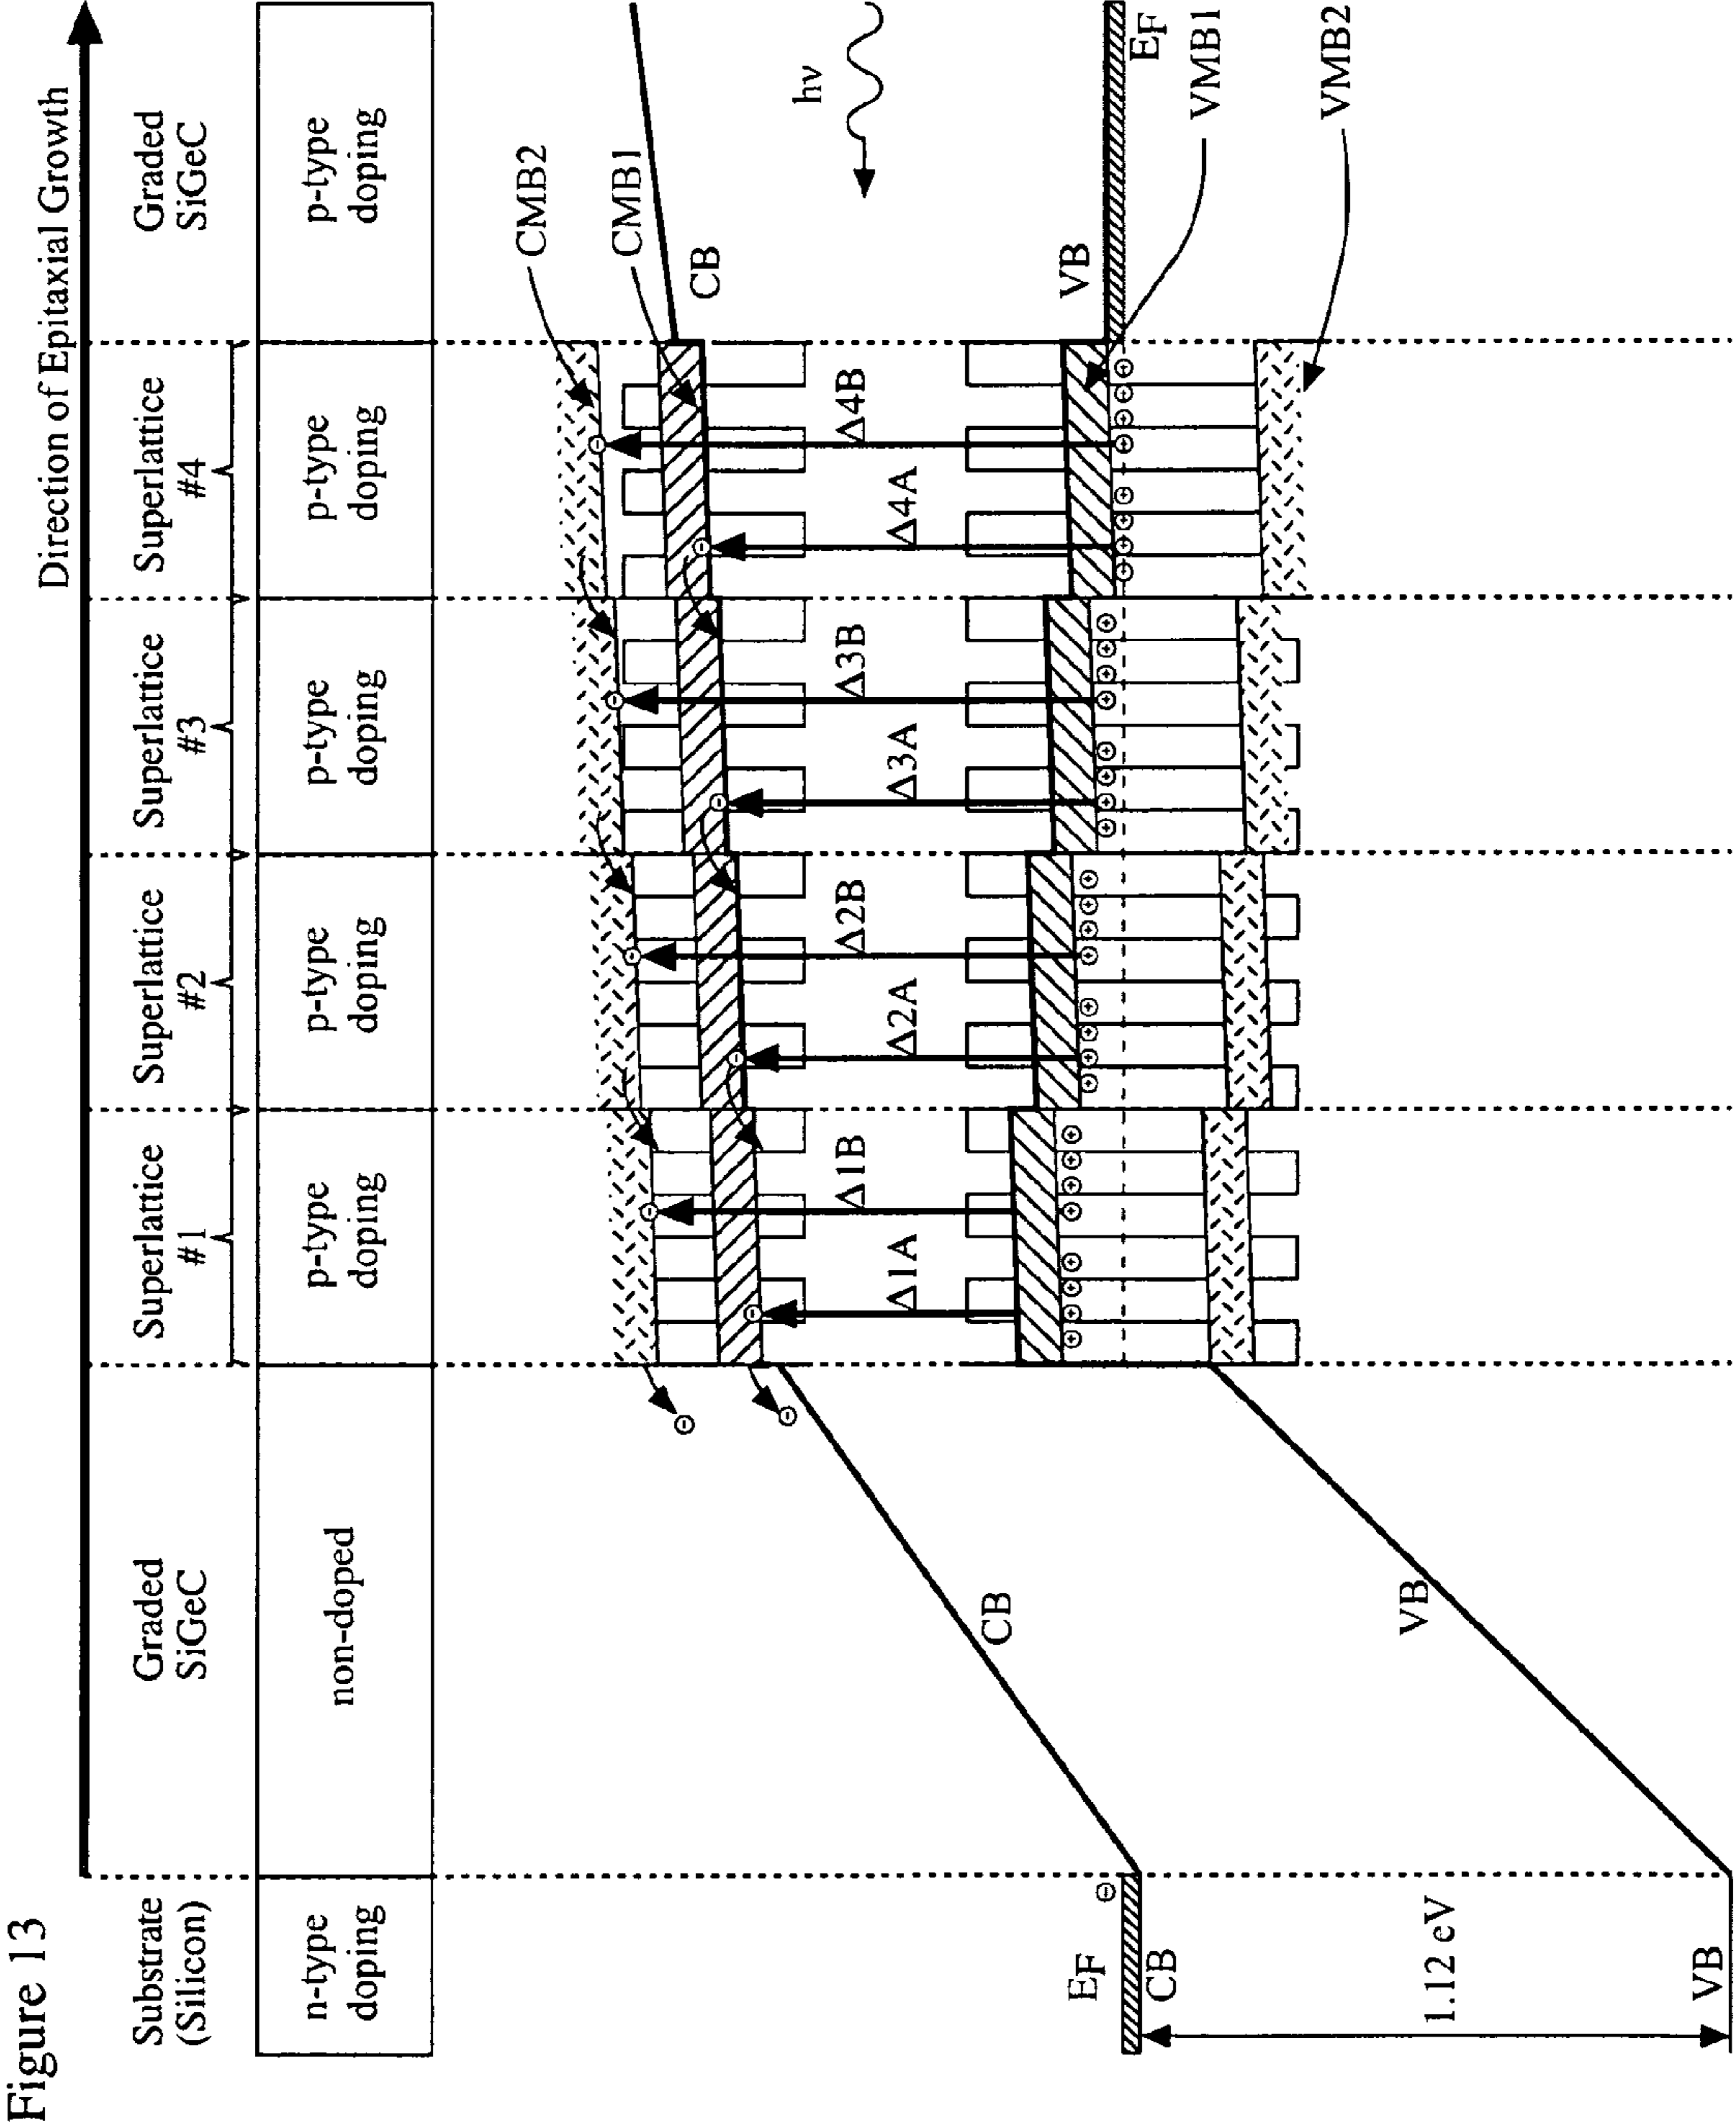 Figure 13
Direction of Epitaxial Growth
Substrate
(Silicon)
Graded
SiGeC
Superlattice
#1
Superlattice
#2
Superlattice
#3
Superlattice
#4
Graded
SiGeC
n-type
doping
non-doped
p-type
doping
p-type
doping
p-type
doping
p-type
doping
p-type
doping
CMB2
CMB1
CB
hν
Δ1A
Δ1B
Δ2A
Δ2B
Δ3A
Δ3B
Δ4A
Δ4B
VB
EF
VMB1
VMB2
CB
VB
EF
CB
1.12 eV
VB